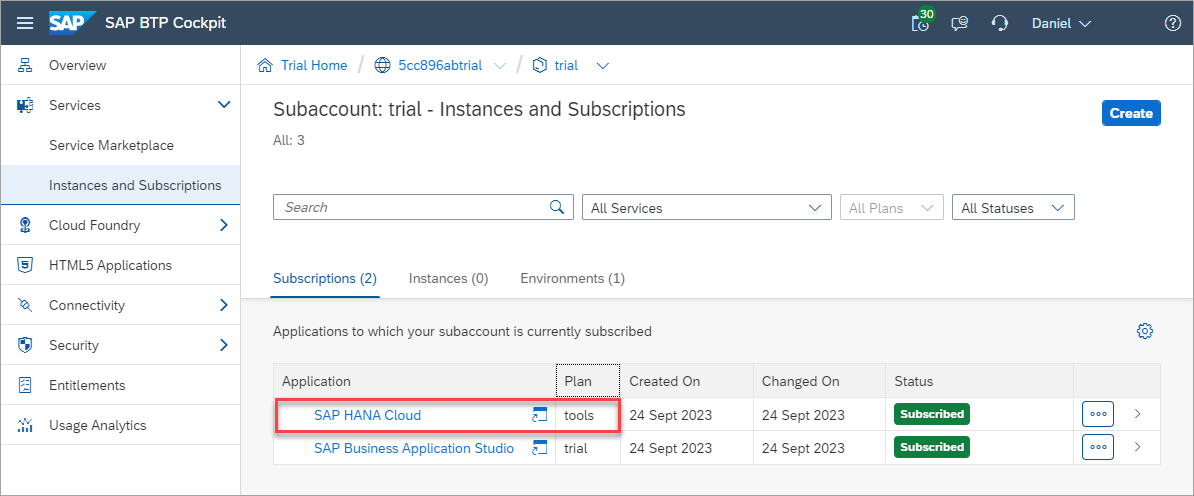 SAP SAP BTP Cockpit 30 Daniel
Overview
Services
Service Marketplace
Instances and Subscriptions
Cloud Foundry
HTML5 Applications
Connectivity
Security
Entitlements
Usage Analytics
Trial Home / 5cc896abtrial / trial
Subaccount: trial - Instances and Subscriptions
Create
All: 3
Search All Services All Plans All Statuses
Subscriptions (2) Instances (0) Environments (1)
Applications to which your subaccount is currently subscribed
Application Plan Created On Changed On Status
SAP HANA Cloud tools 24 Sept 2023 24 Sept 2023 Subscribed
SAP Business Application Studio trial 24 Sept 2023 24 Sept 2023 Subscribed